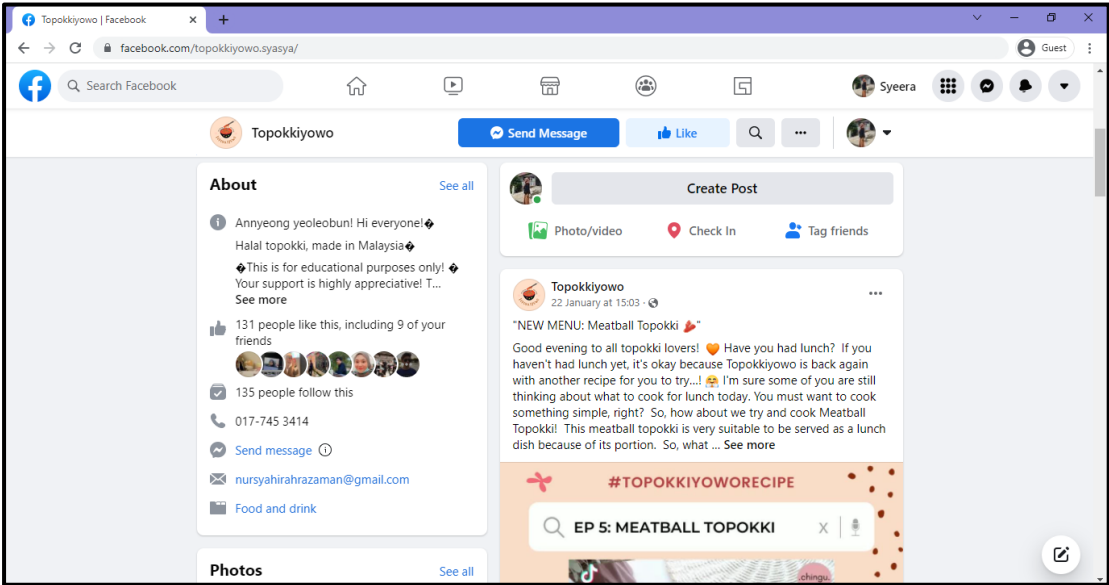 Topokkiyowo | Facebook
facebook.com/topokkiyowo.syasya/
Guest
Search Facebook
Syeera
Topokkiyowo
Send Message
Like
About
See all
Annyeong yeoleobun! Hi everyone!�
Halal topokki, made in Malaysia�
�This is for educational purposes only! �
Your support is highly appreciative! T...
See more
131 people like this, including 9 of your
friends
135 people follow this
017-745 3414
Send message
nursyahirahrazaman@gmail.com
Food and drink
Photos
See all
Create Post
Photo/video
Check In
Tag friends
Topokkiyowo
22 January at 15:03 ·
"NEW MENU: Meatball Topokki 🌶️"
Good evening to all topokki lovers! 🧡 Have you had lunch? If you
haven't had lunch yet, it's okay because Topokkiyowo is back again
with another recipe for you to try...! 🤗 I'm sure some of you are still
thinking about what to cook for lunch today. You must want to cook
something simple, right? So, how about we try and cook Meatball
Topokki! This meatball topokki is very suitable to be served as a lunch
dish because of its portion. So, what ... See more
#TOPOKKIYOWORECIPE
EP 5: MEATBALL TOPOKKI X
.chingu.